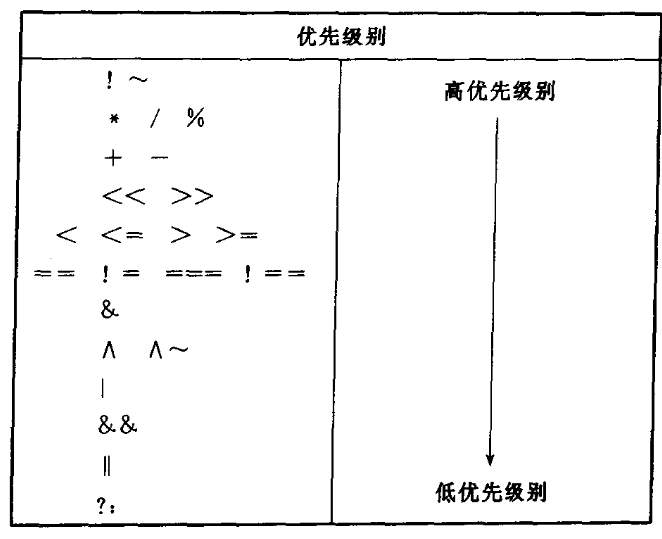 优先级别
! ~
高优先级别
* / %
+ -
<< >>
< <= > >=
== != === !==
&
∧ ∧~
|
&&
||
低优先级别
?: